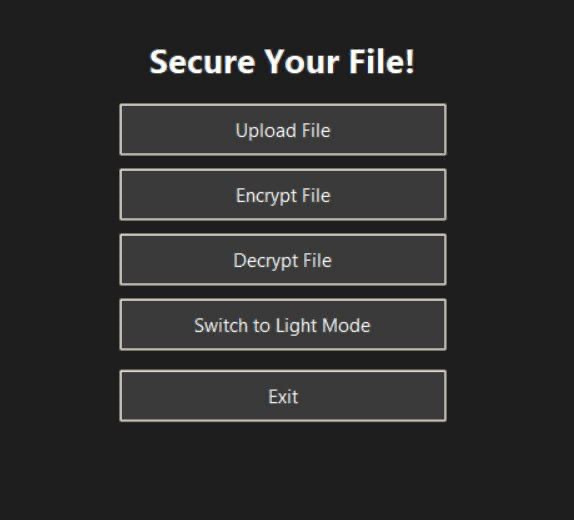 Secure Your File!
Upload File
Encrypt File
Decrypt File
Switch to Light Mode
Exit